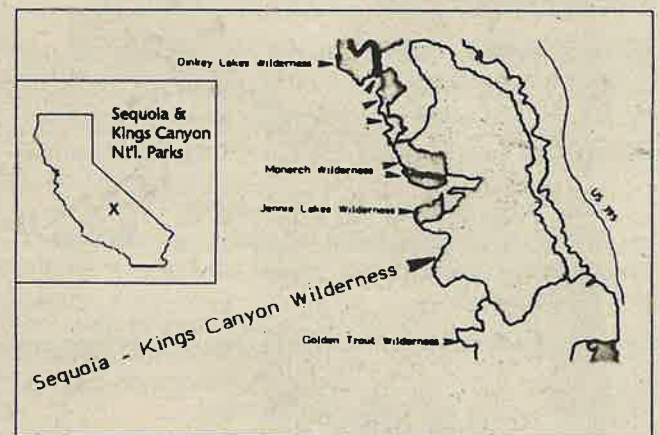 Dinkey Lakes Wilderness
Sequoia &
Kings Canyon
Nt'l. Parks
X
Monarch Wilderness
Jennie Lakes Wilderness
US 395
Sequoia - Kings Canyon Wilderness
Golden Trout Wilderness